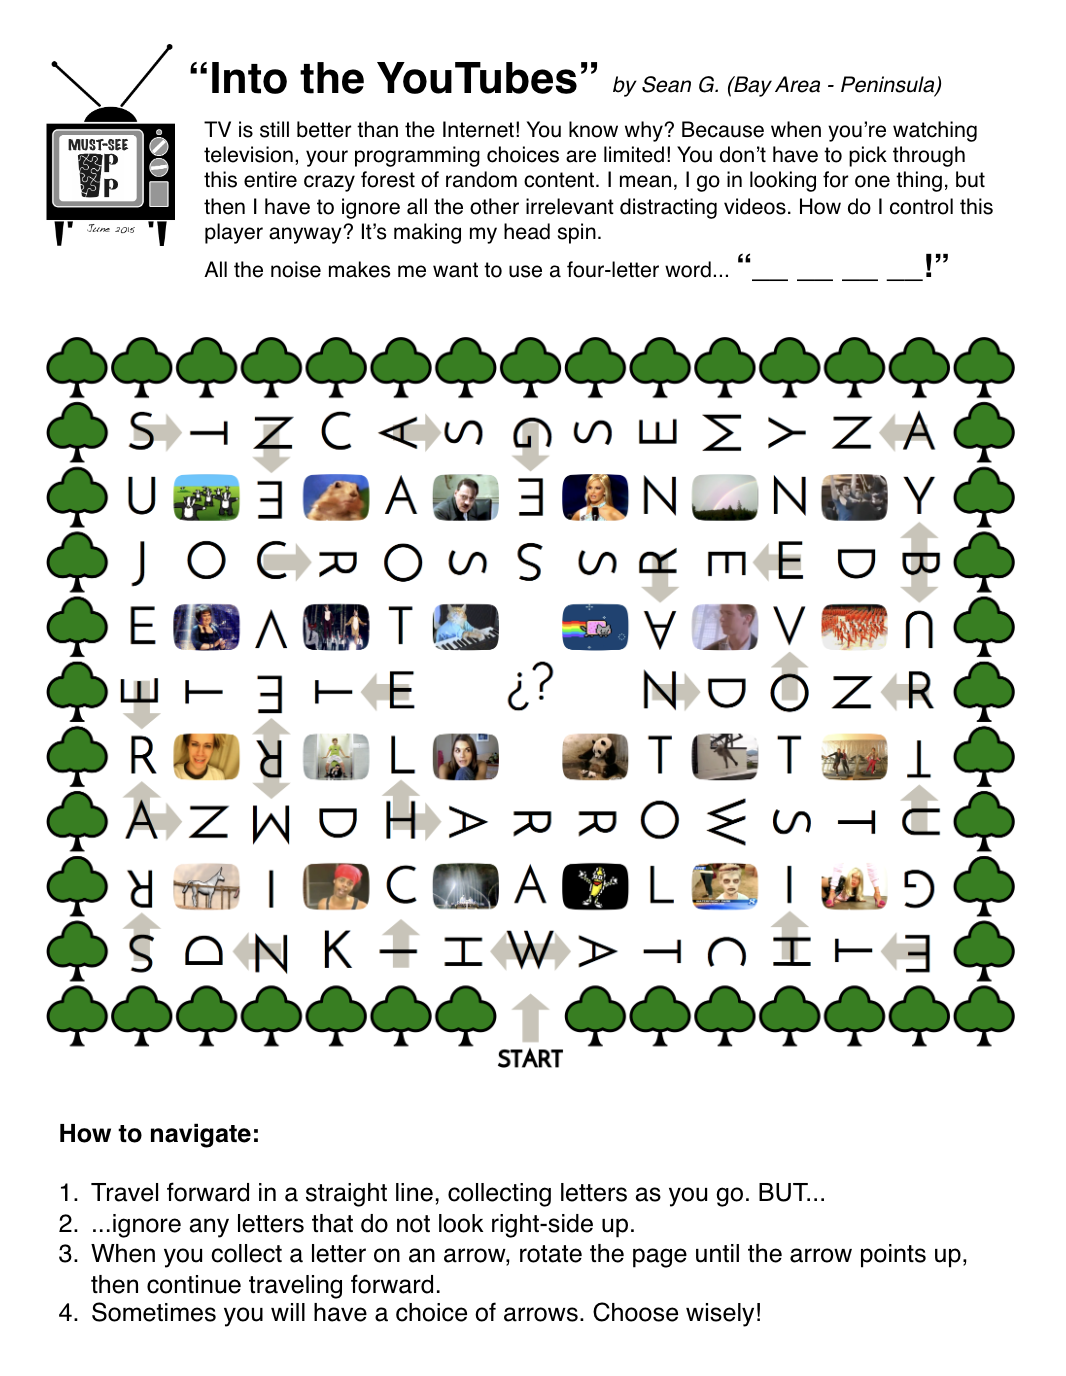 MUST-SEE
P
P
June 2015
“Into the YouTubes” by Sean G. (Bay Area - Peninsula)
TV is still better than the Internet! You know why? Because when you’re watching
television, your programming choices are limited! You don’t have to pick through
this entire crazy forest of random content. I mean, I go in looking for one thing, but
then I have to ignore all the other irrelevant distracting videos. How do I control this
player anyway? It’s making my head spin.
All the noise makes me want to use a four-letter word... “__ __ __ __!”
S T N C A S G S E M Y N A
U E A E N N Y
J O C R O S S S R E E D B
E V T A V U
E T E T E ¿? N D O Z R
R R L T T T
A N M D H A R R O W S T U
R I C A L I G
S D N K I H W A T C H T E
START
How to navigate:
1. Travel forward in a straight line, collecting letters as you go. BUT...
2. ...ignore any letters that do not look right-side up.
3. When you collect a letter on an arrow, rotate the page until the arrow points up,
then continue traveling forward.
4. Sometimes you will have a choice of arrows. Choose wisely!